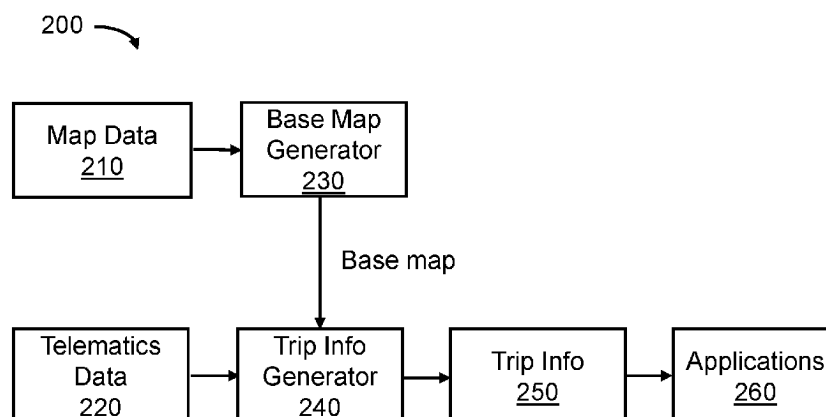 200
Map Data
210
Base Map
Generator
230
Base map
Telematics
Data
220
Trip Info
Generator
240
Trip Info
250
Applications
260